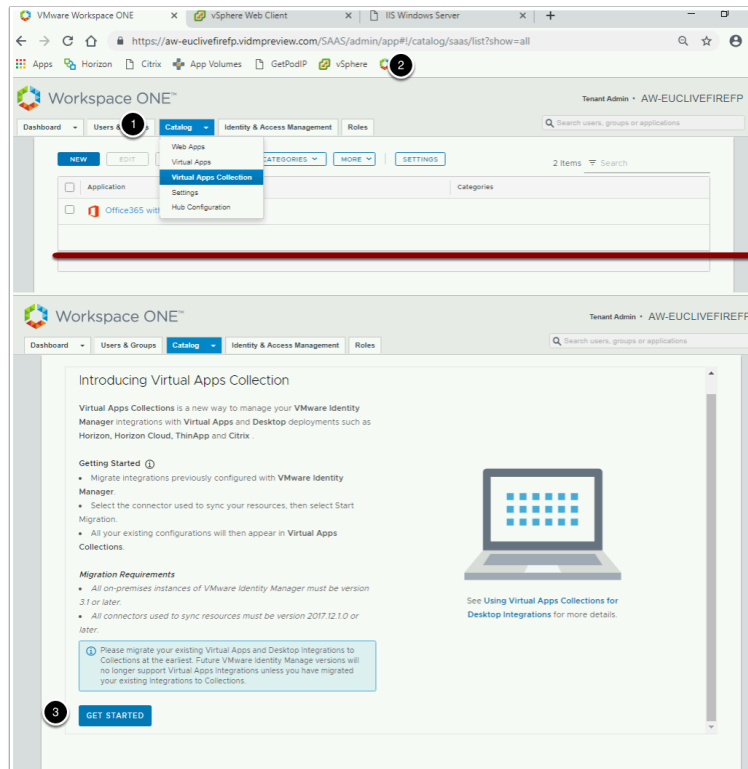 VMware Workspace ONE
vSphere Web Client
IIS Windows Server
https://aw-euclivefirefp.vidmpreview.com/SAAS/admin/app#!/catalog/saas/list?show=all
Apps Horizon Citrix App Volumes GetPodIP vSphere 2
Workspace ONE™
Tenant Admin AW-EUCLIVEFIREFP
1
Dashboard Users & Catalog Identity & Access Management Roles
Search users, groups or applications
NEW EDIT CATEGORIES MORE SETTINGS
2 Items Search
Web Apps
Virtual Apps
Virtual Apps Collection
Settings
Hub Configuration
Application Categories
Office365 with
Workspace ONE™
Tenant Admin AW-EUCLIVEFIREFP
Dashboard Users & Groups Catalog Identity & Access Management Roles
Search users, groups or applications
Introducing Virtual Apps Collection
Virtual Apps Collections is a new way to manage your VMware Identity
Manager integrations with Virtual Apps and Desktop deployments such as
Horizon, Horizon Cloud, ThinApp and Citrix .
Getting Started
• Migrate integrations previously configured with VMware Identity
Manager.
• Select the connector used to sync your resources, then select Start
Migration.
• All your existing configurations will then appear in Virtual Apps
Collections.
Migration Requirements
• All on-premises instances of VMware Identity Manager must be version
3.1 or later.
• All connectors used to sync resources must be version 2017.12.1.0 or
later.
Please migrate your existing Virtual Apps and Desktop Integrations to
Collections at the earliest. Future VMware Identity Manage versions will
no longer support Virtual Apps Integrations unless you have migrated
your existing Integrations to Collections.
See Using Virtual Apps Collections for
Desktop Integrations for more details.
3
GET STARTED